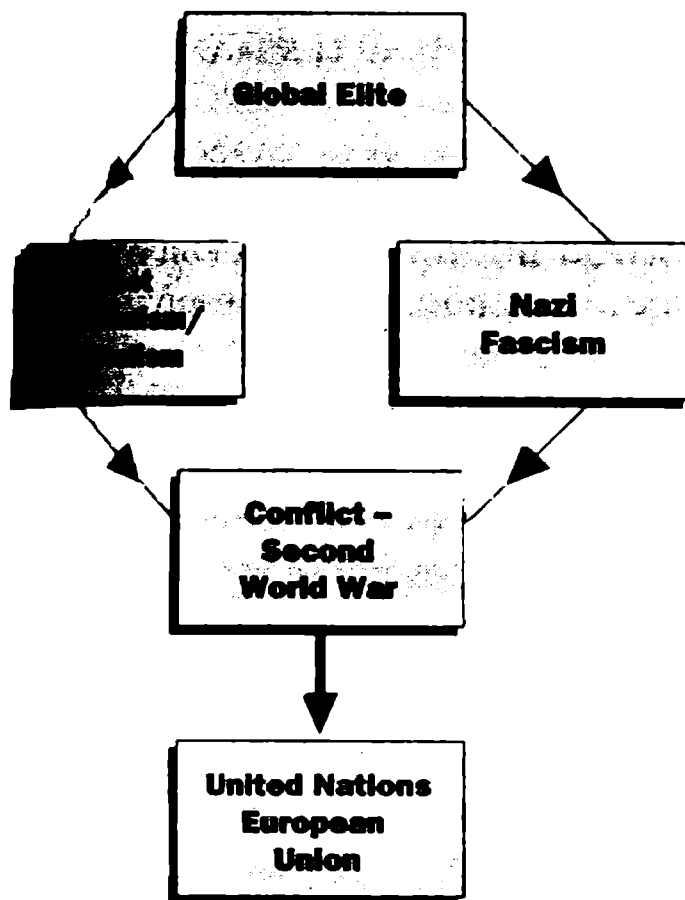 Global Elite
Nazi
Fascism
Conflict –
Second
World War
United Nations
European
Union